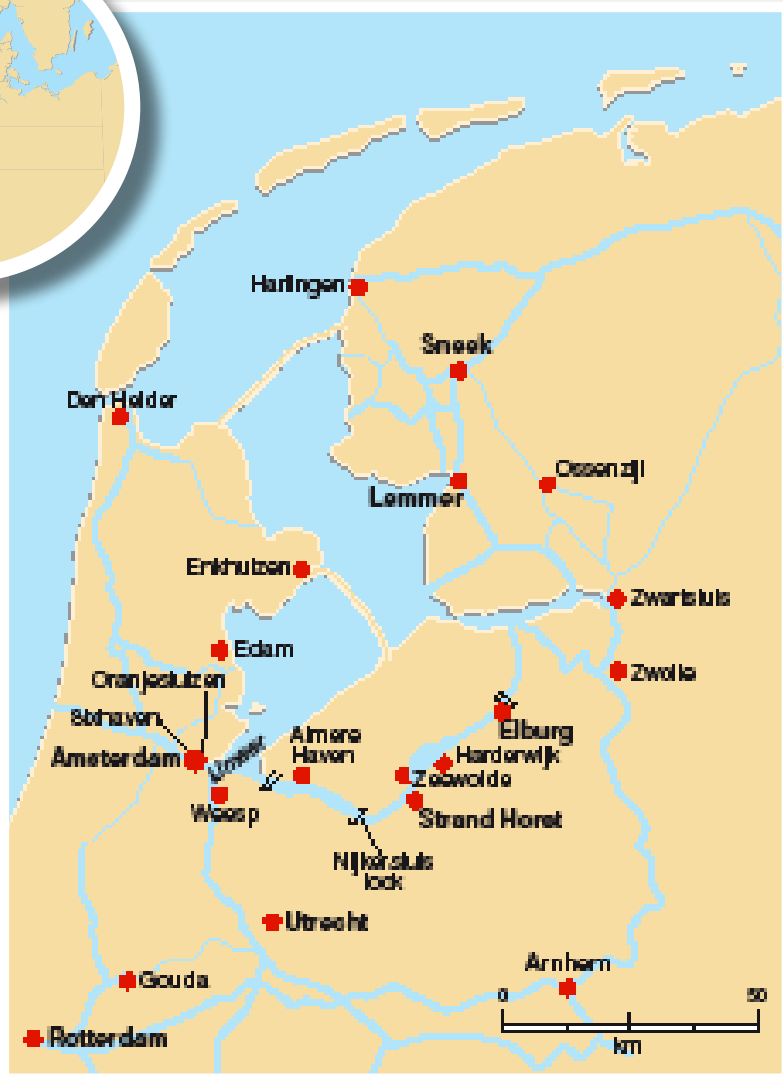 Harlingen
Sneek
Den Helder
Ossenzijl
Lemmer
Enkhuizen
Zwartsluis
Edam
Zwolle
Oranjesluizen
Sixhaven
Elburg
Almere
Haven
Harderwijk
Amsterdam
IJmeer
Zeewolde
Weesp
Strand Horst
Nijkersluis
lock
Utrecht
Arnhem
Gouda
0 50
Rotterdam
km